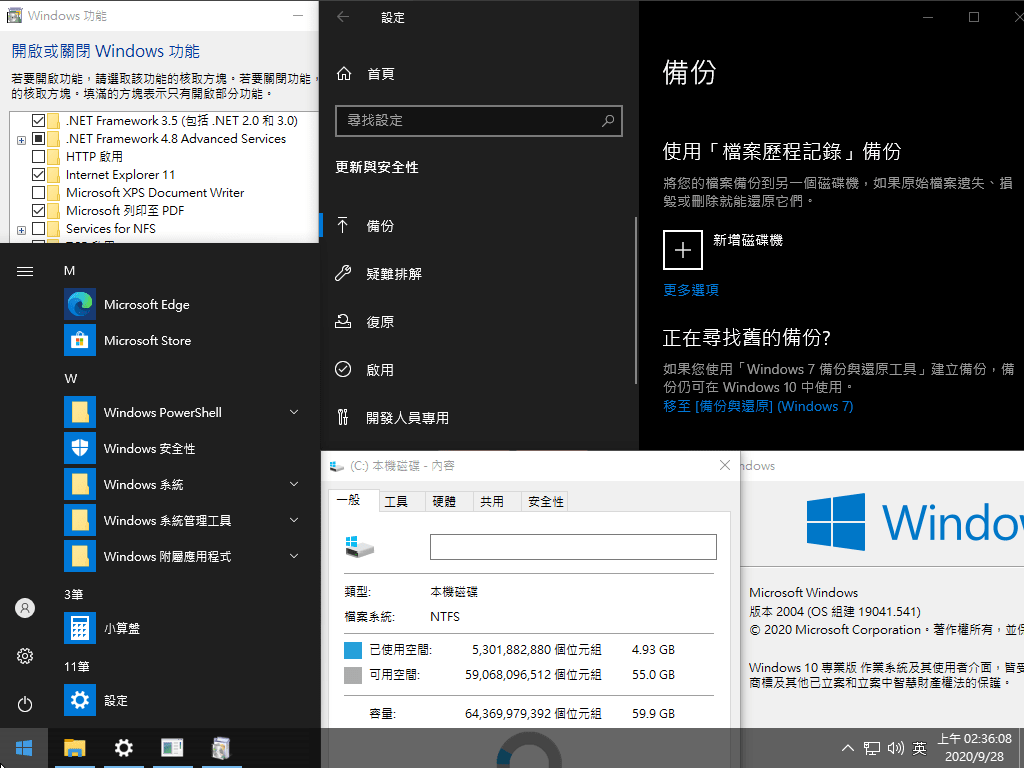 Windows 功能
開啟或關閉 Windows 功能
若要開啟功能，請選取該功能的核取方塊。若要關閉功能，
的核取方塊。填滿的方塊表示只有開啟部分功能。
.NET Framework 3.5 (包括 .NET 2.0 和 3.0)
.NET Framework 4.8 Advanced Services
HTTP 啟用
Internet Explorer 11
Microsoft XPS Document Writer
Microsoft 列印至 PDF
Services for NFS
M
Microsoft Edge
Microsoft Store
W
Windows PowerShell
Windows 安全性
Windows 系統
Windows 系統管理工具
Windows 附屬應用程式
3筆
小算盤
11筆
設定
設定
首頁
尋找設定
更新與安全性
備份
疑難排解
復原
啟用
開發人員專用
備份
使用「檔案歷程記錄」備份
將您的檔案備份到另一個磁碟機，如果原始檔案遺失、損
毀或刪除就能還原它們。
新增磁碟機
更多選項
正在尋找舊的備份?
如果您使用「Windows 7 備份與還原工具」建立備份，備
份仍可在 Windows 10 中使用。
移至 [備份與還原] (Windows 7)
(C:) 本機磁碟 - 內容
一般
工具
硬體
共用
安全性
類型:
本機磁碟
檔案系統:
NTFS
已使用空間:
5,301,882,880 個位元組
4.93 GB
可用空間:
59,068,096,512 個位元組
55.0 GB
容量:
64,369,979,392 個位元組
59.9 GB
ndows
Windo
Microsoft Windows
版本 2004 (OS 組建 19041.541)
© 2020 Microsoft Corporation。著作權所有，並保
Windows 10 專業版 作業系統及其使用者介面，皆受
商標及其他已立案和立案中智慧財產權法的保護。
英
上午 02:36:08
2020/9/28